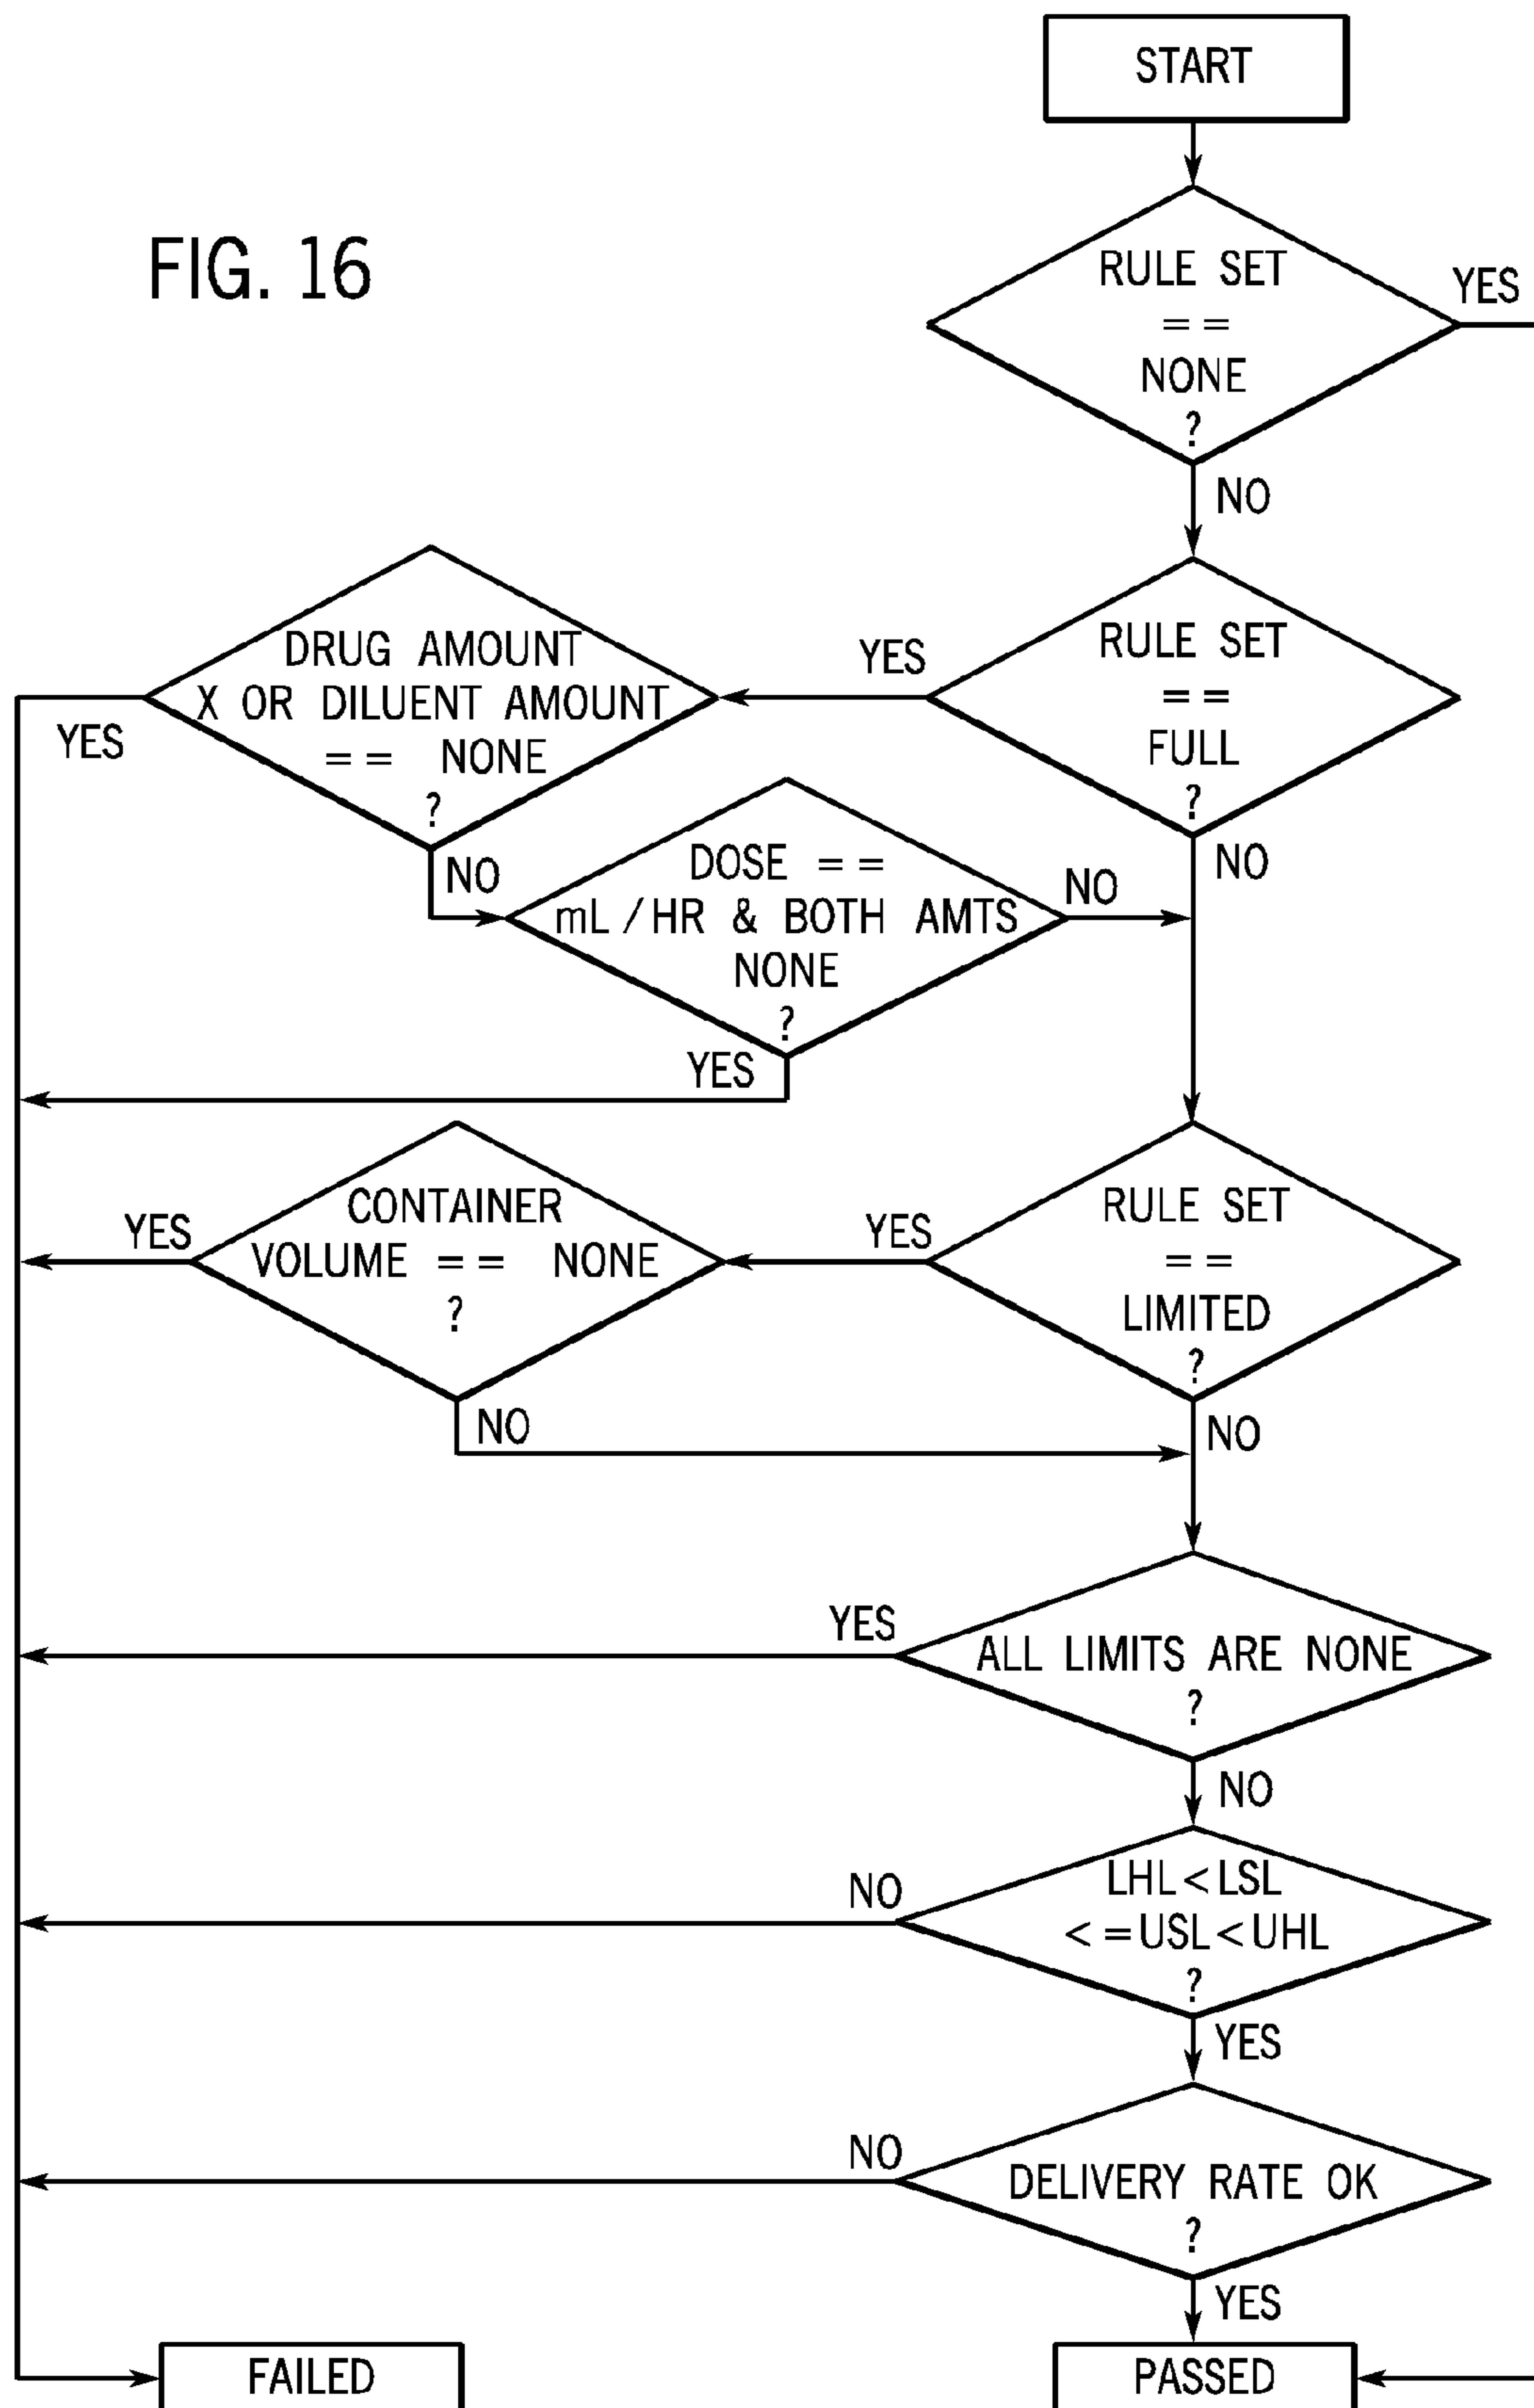 START
FIG. 16
RULE SET
==
NONE
?
YES
NO
DRUG AMOUNT
X OR DILUENT AMOUNT
== NONE
?
YES
NO
YES
RULE SET
==
FULL
?
NO
DOSE ==
mL/HR & BOTH AMTS
NONE
?
NO
YES
CONTAINER
VOLUME == NONE
?
YES
NO
YES
RULE SET
==
LIMITED
?
NO
YES
ALL LIMITS ARE NONE
?
NO
NO
LHL<LSL
<=USL<UHL
?
YES
NO
DELIVERY RATE OK
?
YES
FAILED
PASSED